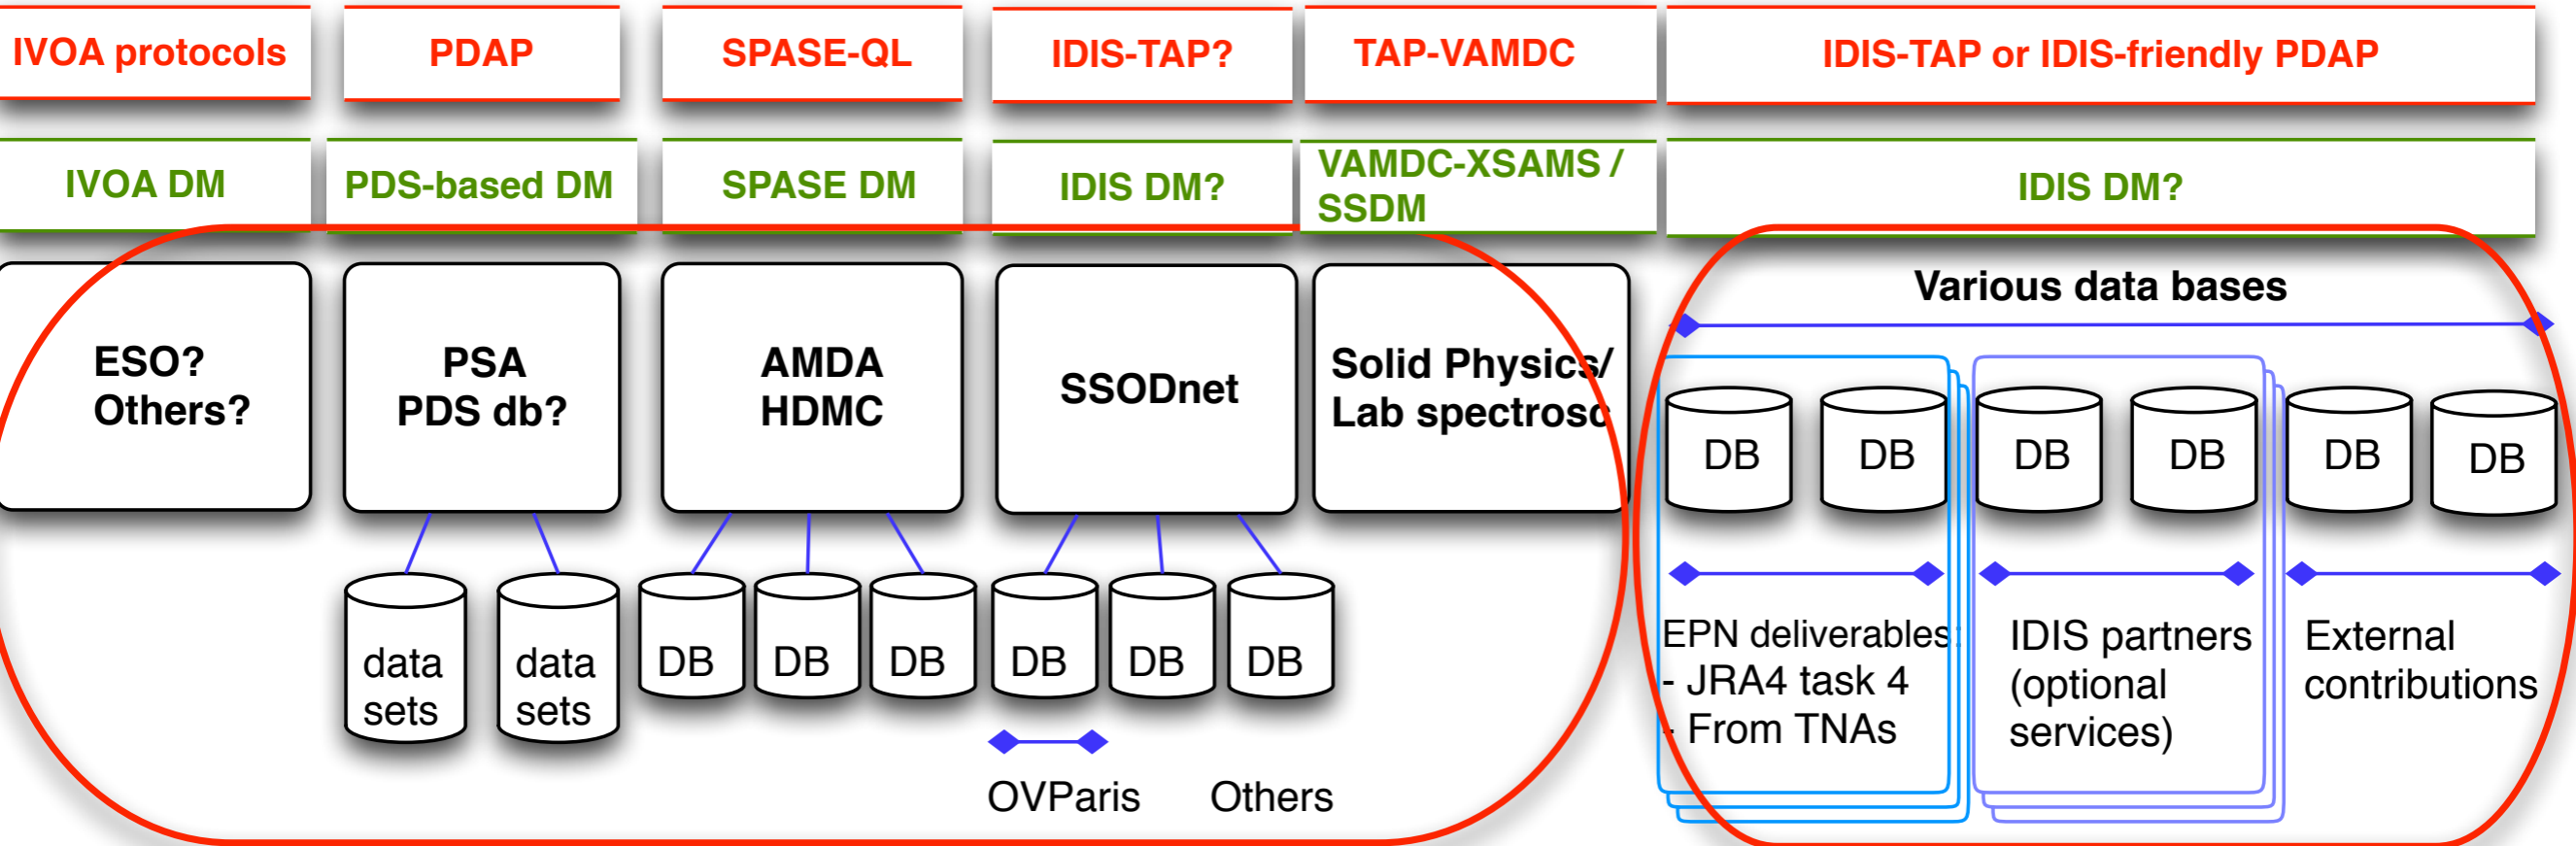 IVOA protocols
PDAP
SPASE-QL
IDIS-TAP?
TAP-VAMDC
IDIS-TAP or IDIS-friendly PDAP
IVOA DM
PDS-based DM
SPASE DM
IDIS DM?
VAMDC-XSAMS /
SSDM
IDIS DM?
ESO?
Others?
PSA
PDS db?
AMDA
HDMC
SSODnet
Solid Physics/
Lab spectrosc
Various data bases
DB
DB
DB
DB
DB
DB
data
sets
data
sets
DB
DB
DB
DB
DB
DB
OVParis
Others
EPN deliverables:
- JRA4 task 4
- From TNAs
IDIS partners
(optional
services)
External
contributions